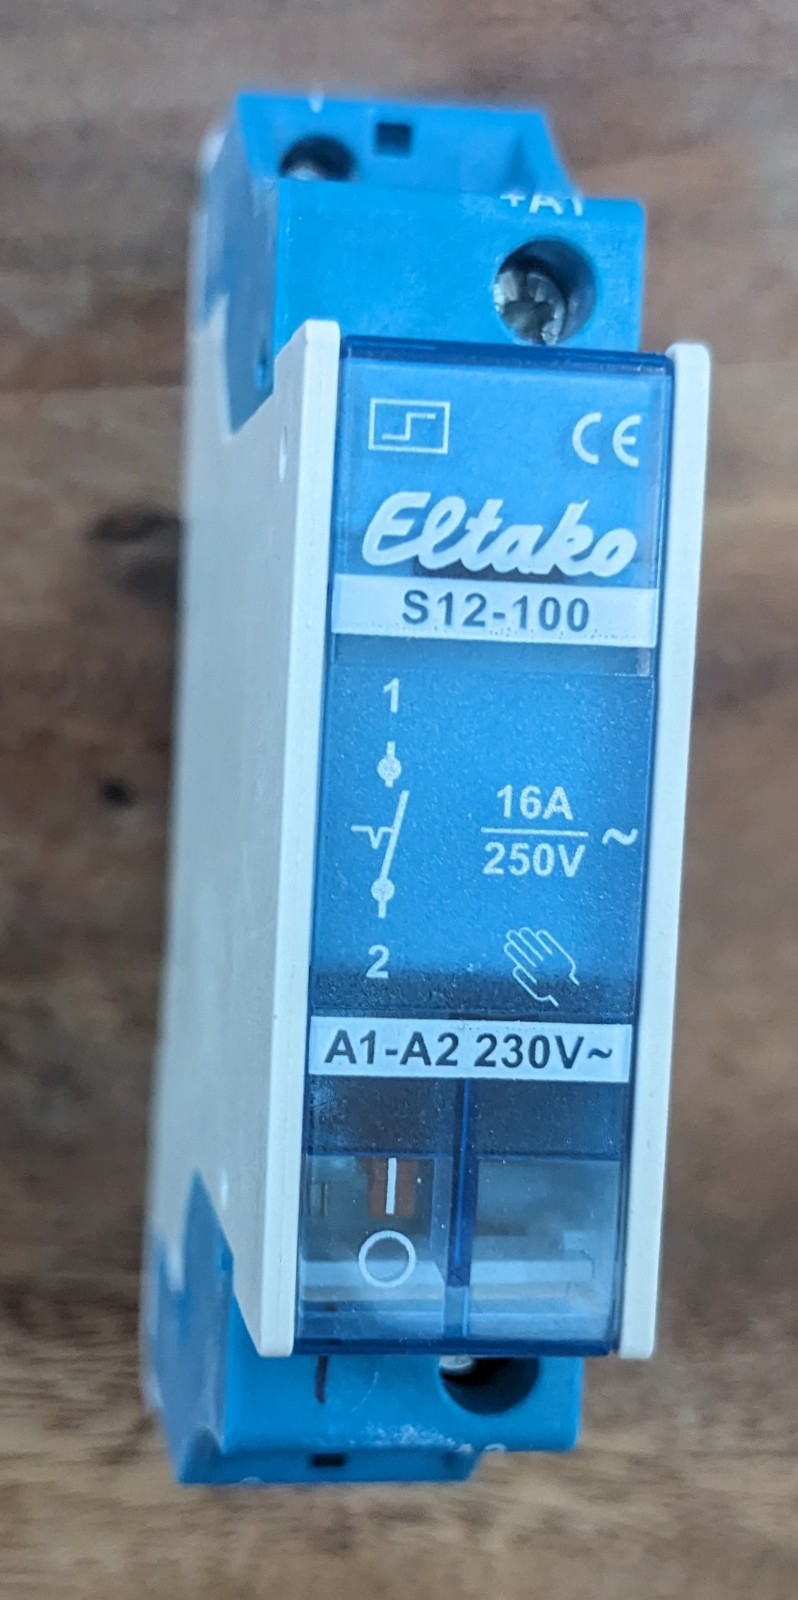 +A1
CE
Eltako
S12-100
1
16A
250V ~
2
A1-A2 230V~
I
O